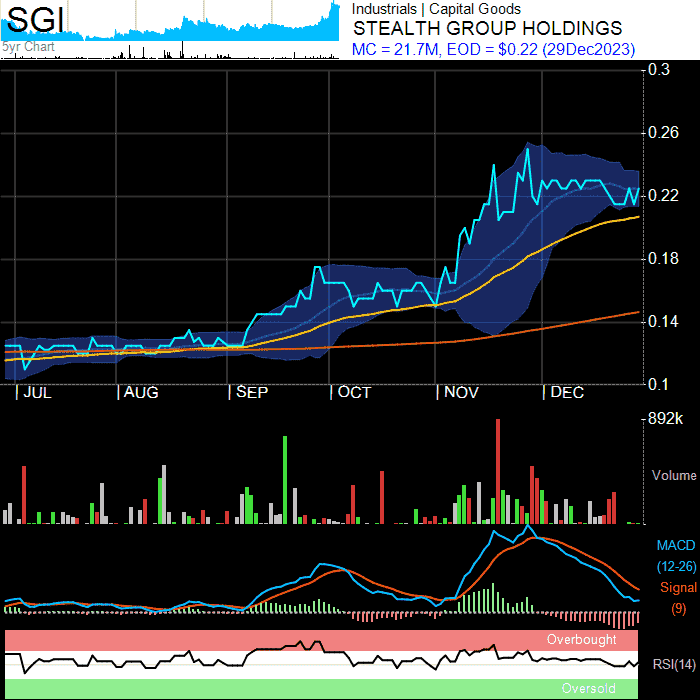 SGI
5yr Chart
Industrials | Capital Goods
STEALTH GROUP HOLDINGS
MC = 21.7M, EOD = $0.22 (29Dec2023)
0.3
0.26
0.22
0.18
0.14
0.1
JUL AUG SEP OCT NOV DEC
892k
Volume
MACD
(12-26)
Signal
(9)
Overbought
RSI(14)
Oversold